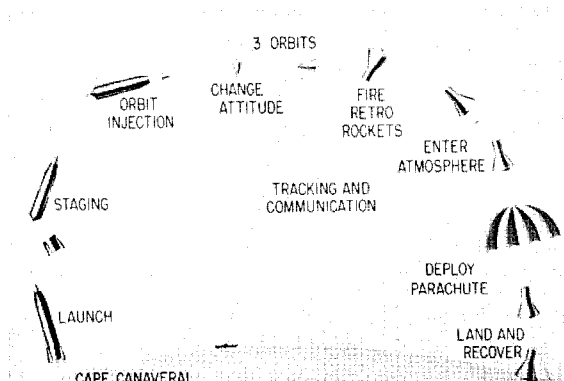 3 ORBITS
ORBIT
INJECTION
CHANGE
ATTITUDE
FIRE
RETRO
ROCKETS
ENTER
ATMOSPHERE
STAGING
TRACKING AND
COMMUNICATION
DEPLOY
PARACHUTE
LAUNCH
LAND AND
RECOVER
CAPE CANAVERAL